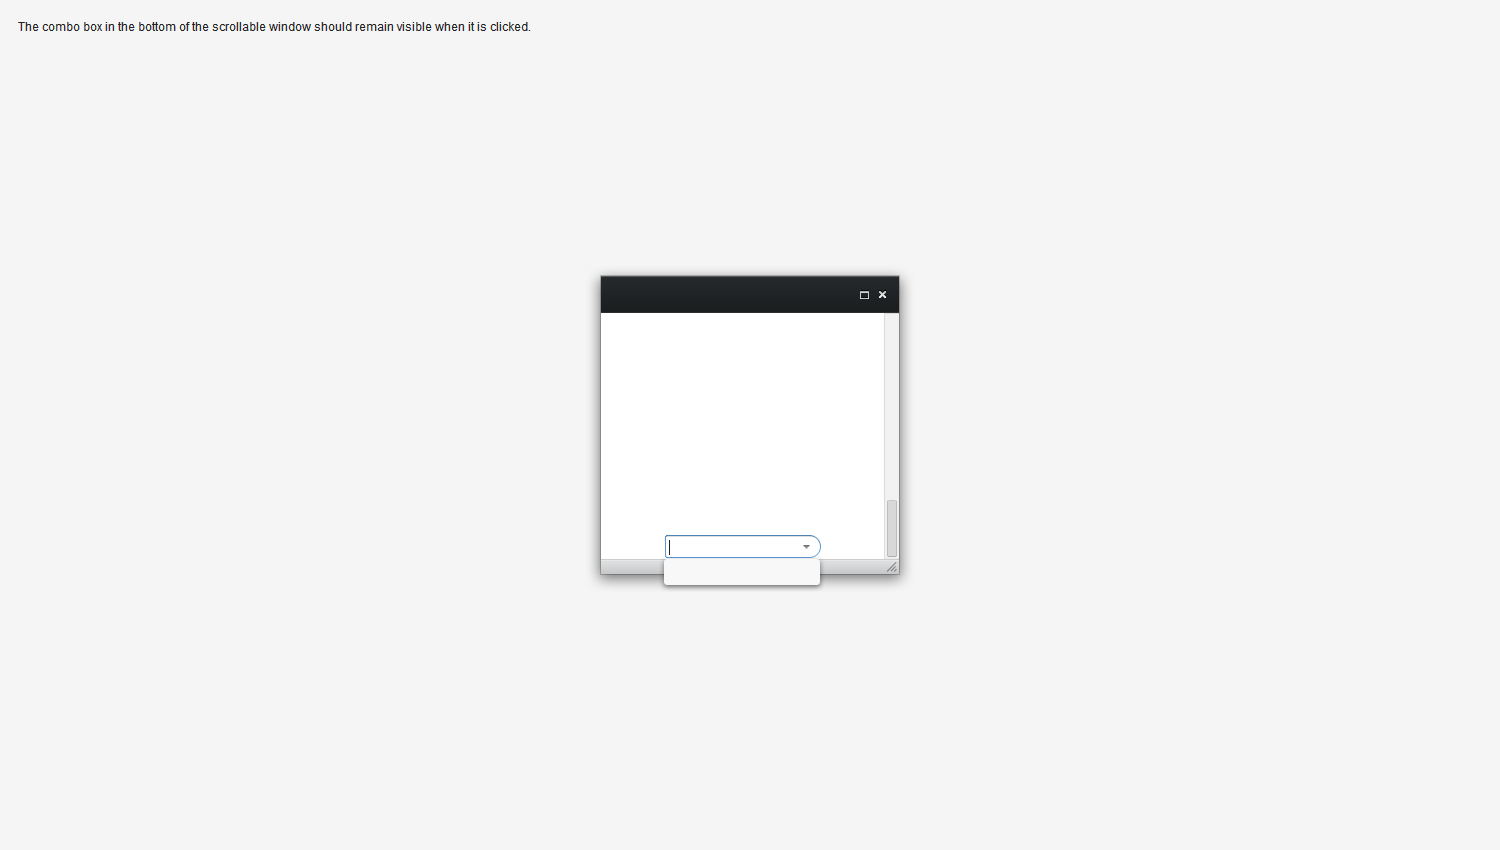 The combo box in the bottom of the scrollable window should remain visible when it is clicked.